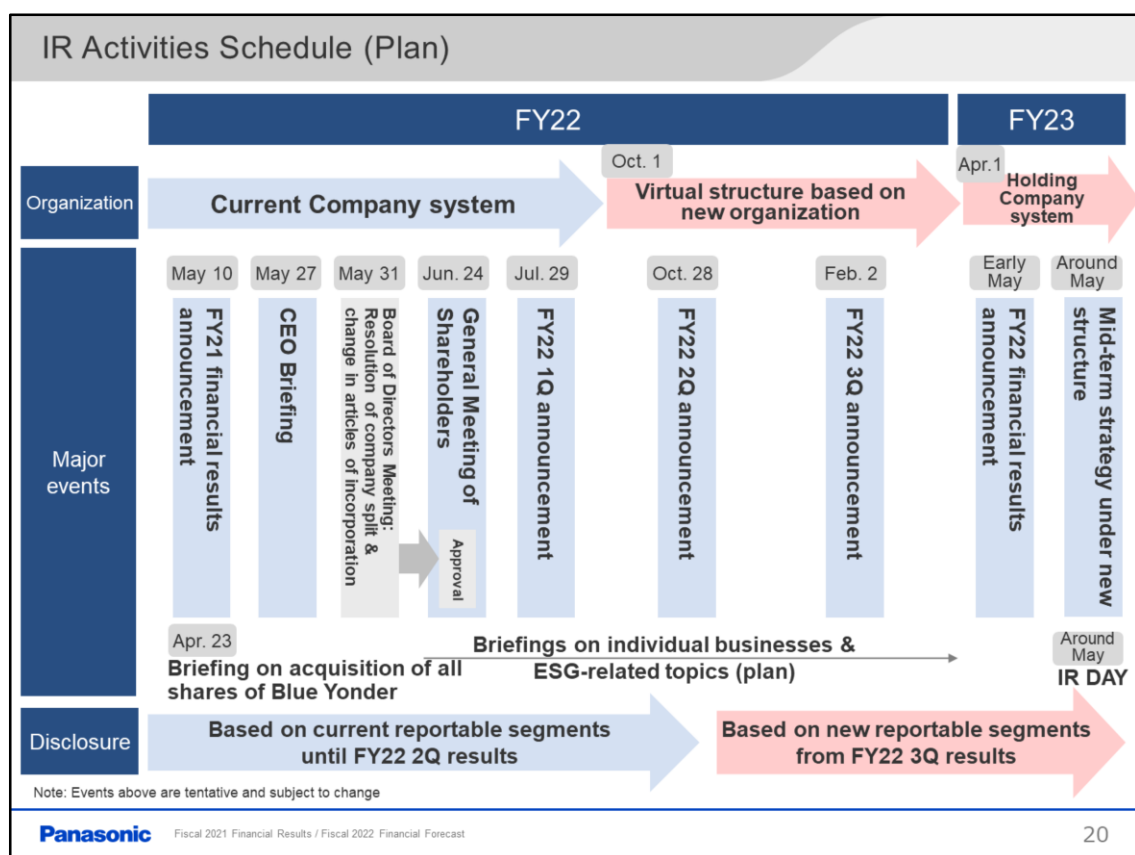 IR Activities Schedule (Plan)
FY22
FY23
Organization
Current Company system
Oct. 1
Virtual structure based on
new organization
Apr.1
Holding
Company
system
Major
events
May 10
FY21 financial results
announcement
May 27
CEO Briefing
May 31
Board of Directors Meeting:
Resolution of company split &
change in articles of incorporation
Jun. 24
General Meeting of
Shareholders
Approval
Jul. 29
FY22 1Q announcement
Oct. 28
FY22 2Q announcement
Feb. 2
FY22 3Q announcement
Early
May
FY22 financial results
announcement
Around
May
Mid-term strategy under new
structure
Apr. 23
Briefing on acquisition of all
shares of Blue Yonder
Briefings on individual businesses &
ESG-related topics (plan)
Around
May
IR DAY
Disclosure
Based on current reportable segments
until FY22 2Q results
Based on new reportable segments
from FY22 3Q results
Note: Events above are tentative and subject to change
Panasonic
Fiscal 2021 Financial Results / Fiscal 2022 Financial Forecast
20